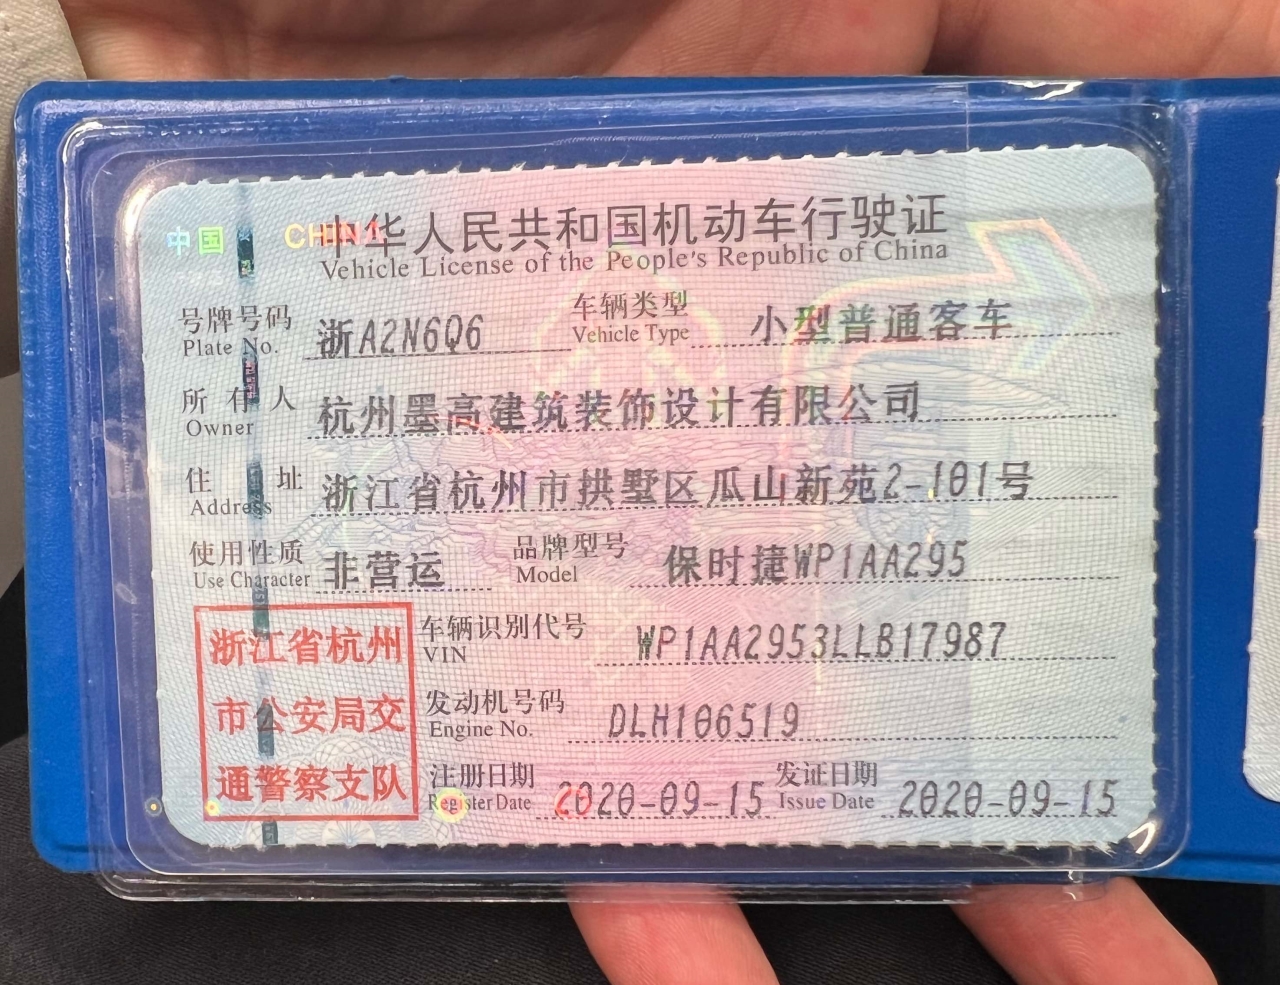 中国 CHINA
中华人民共和国机动车行驶证
Vehicle License of the People's Republic of China
号牌号码 浙A2N6Q6 车辆类型 小型普通客车
Plate No. Vehicle Type
所有人 杭州墨高建筑装饰设计有限公司
Owner
住址 浙江省杭州市拱墅区瓜山新苑2-101号
Address
使用性质 非营运 品牌型号 保时捷WP1AA295
Use Character Model
浙江省杭州
市公安局交
通警察支队
车辆识别代号 WP1AA2953LLB17987
VIN
发动机号码 DLH106519
Engine No.
注册日期 2020-09-15 发证日期 2020-09-15
Register Date Issue Date